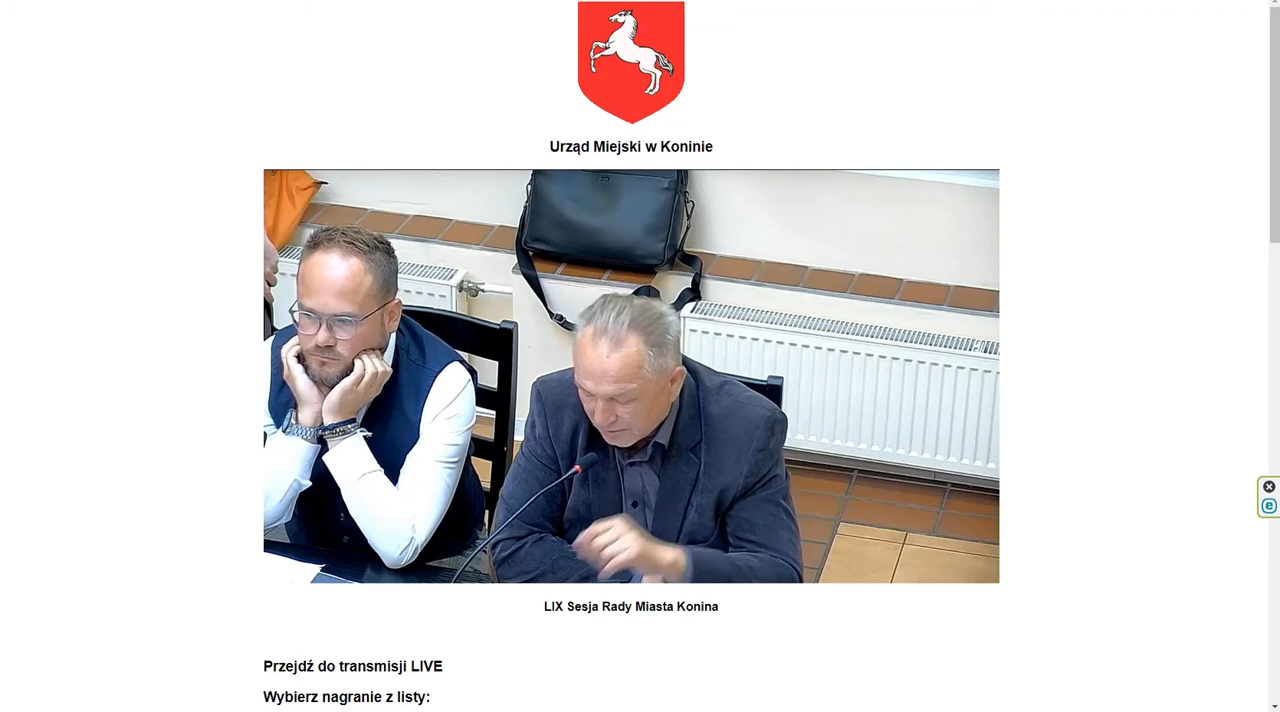 Urząd Miejski w Koninie
LIX Sesja Rady Miasta Konina
Przejdź do transmisji LIVE
Wybierz nagranie z listy: